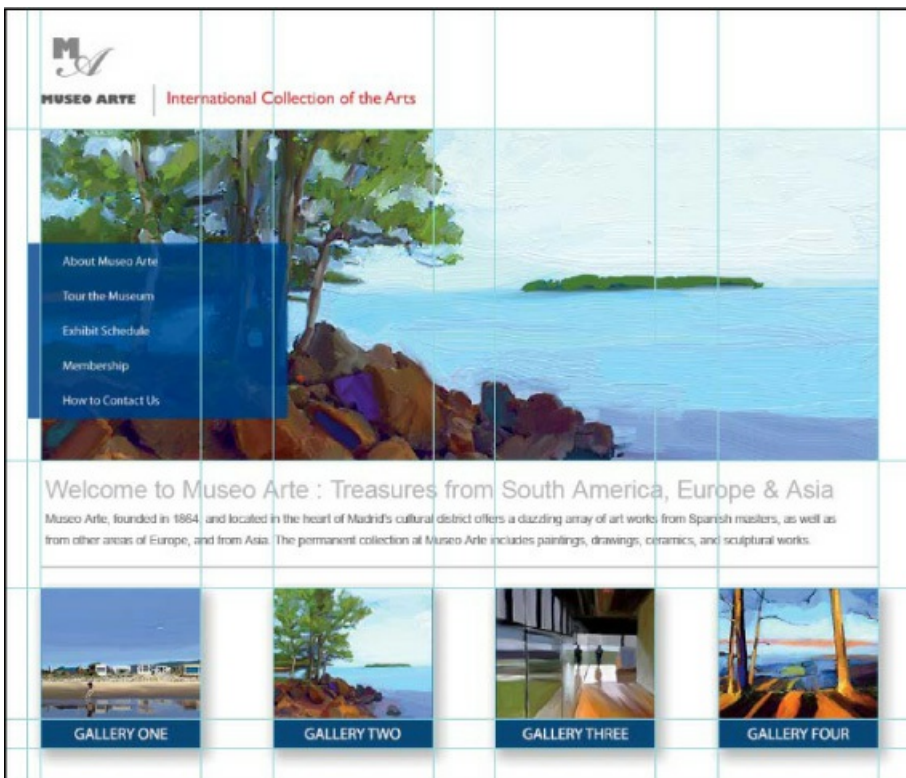 MA
MUSEO ARTE | International Collection of the Arts
About Museo Arte
Tour the Museum
Exhibit Schedule
Membership
How to Contact Us
Welcome to Museo Arte : Treasures from South America, Europe & Asia
Museo Arte, founded in 1864, and located in the heart of Madrid's cultural district offers a dazzling array of art works from Spanish masters, as well as
from other areas of Europe, and from Asia. The permanent collection at Museo Arte includes paintings, drawings, ceramics, and sculptural works.
GALLERY ONE
GALLERY TWO
GALLERY THREE
GALLERY FOUR